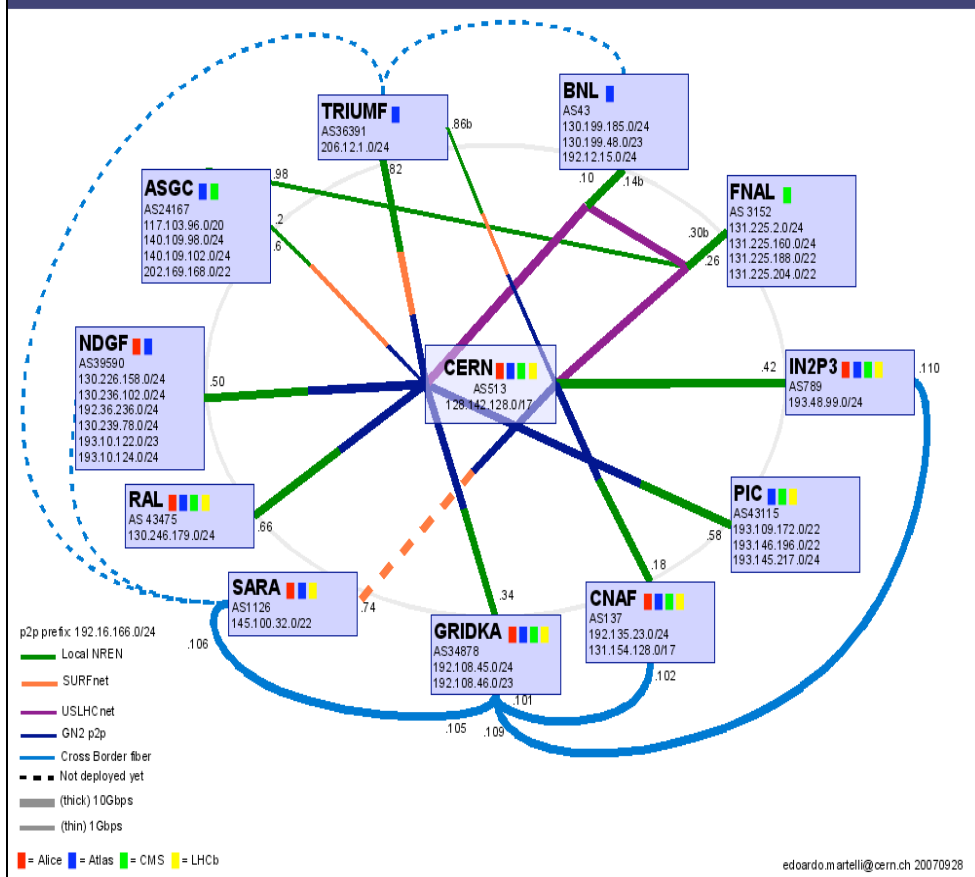 TRIUMF
AS36391
206.12.1.0/24
.86b
.82
BNL
AS43
130.199.185.0/24
130.199.48.0/23
192.12.15.0/24
.10
.14b
ASGC
AS24167
117.103.96.0/20
140.109.98.0/24
140.109.102.0/24
202.169.168.0/22
.98
.2
.6
FNAL
AS 3152
131.225.2.0/24
131.225.160.0/24
131.225.188.0/22
131.225.204.0/22
.30b
.26
NDGF
AS39590
130.226.158.0/24
130.236.102.0/24
192.36.236.0/24
130.239.78.0/24
193.10.122.0/23
193.10.124.0/24
.50
CERN
AS513
128.142.128.0/17
IN2P3
AS789
193.48.99.0/24
.42
.110
RAL
AS 43475
130.246.179.0/24
.66
PIC
AS43115
193.109.172.0/22
193.146.196.0/22
193.145.217.0/24
.58
SARA
AS1126
145.100.32.0/22
.74
.106
GRIDKA
AS34878
192.108.45.0/24
192.108.46.0/23
.34
.101
.105
.109
CNAF
AS137
192.135.23.0/24
131.154.128.0/17
.18
.102
p2p prefix: 192.16.166.0/24
Local NREN
SURFnet
USLHCnet
GN2 p2p
Cross Border fiber
Not deployed yet
(thick) 10Gbps
(thin) 1Gbps
= Alice = Atlas = CMS = LHCb
edoardo.martelli@cern.ch 20070928